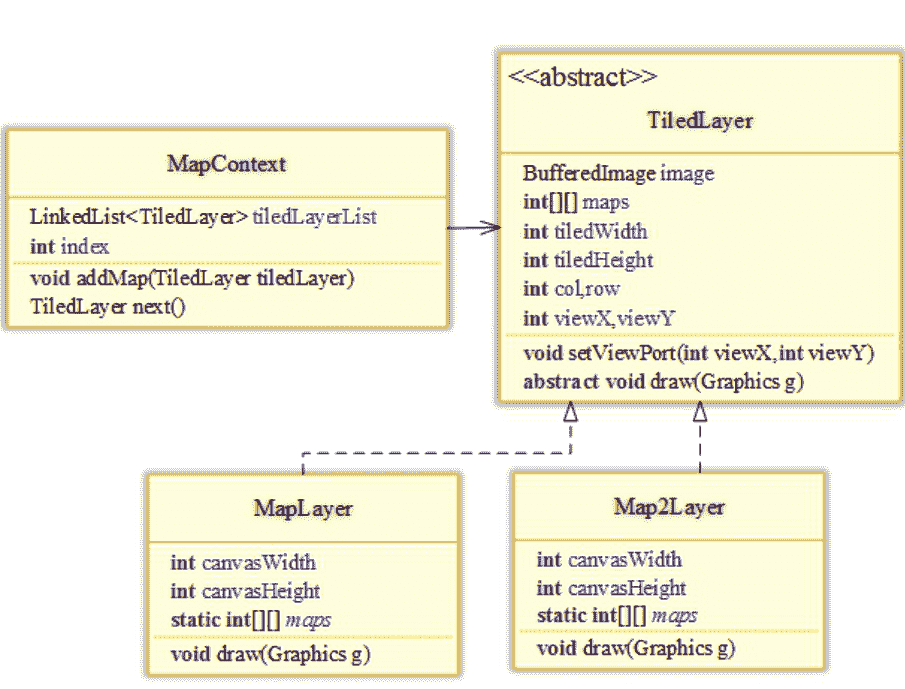 <<abstract>>
TiledLayer
BufferedImage image
int[][] maps
int tiledWidth
int tiledHeight
int col,row
int viewX,viewY
void setViewPort(int viewX,int viewY)
abstract void draw(Graphics g)
MapContext
LinkedList<TiledLayer> tiledLayerList
int index
void addMap(TiledLayer tiledLayer)
TiledLayer next()
MapLayer
int canvasWidth
int canvasHeight
static int[][] maps
void draw(Graphics g)
Map2Layer
int canvasWidth
int canvasHeight
static int[][] maps
void draw(Graphics g)